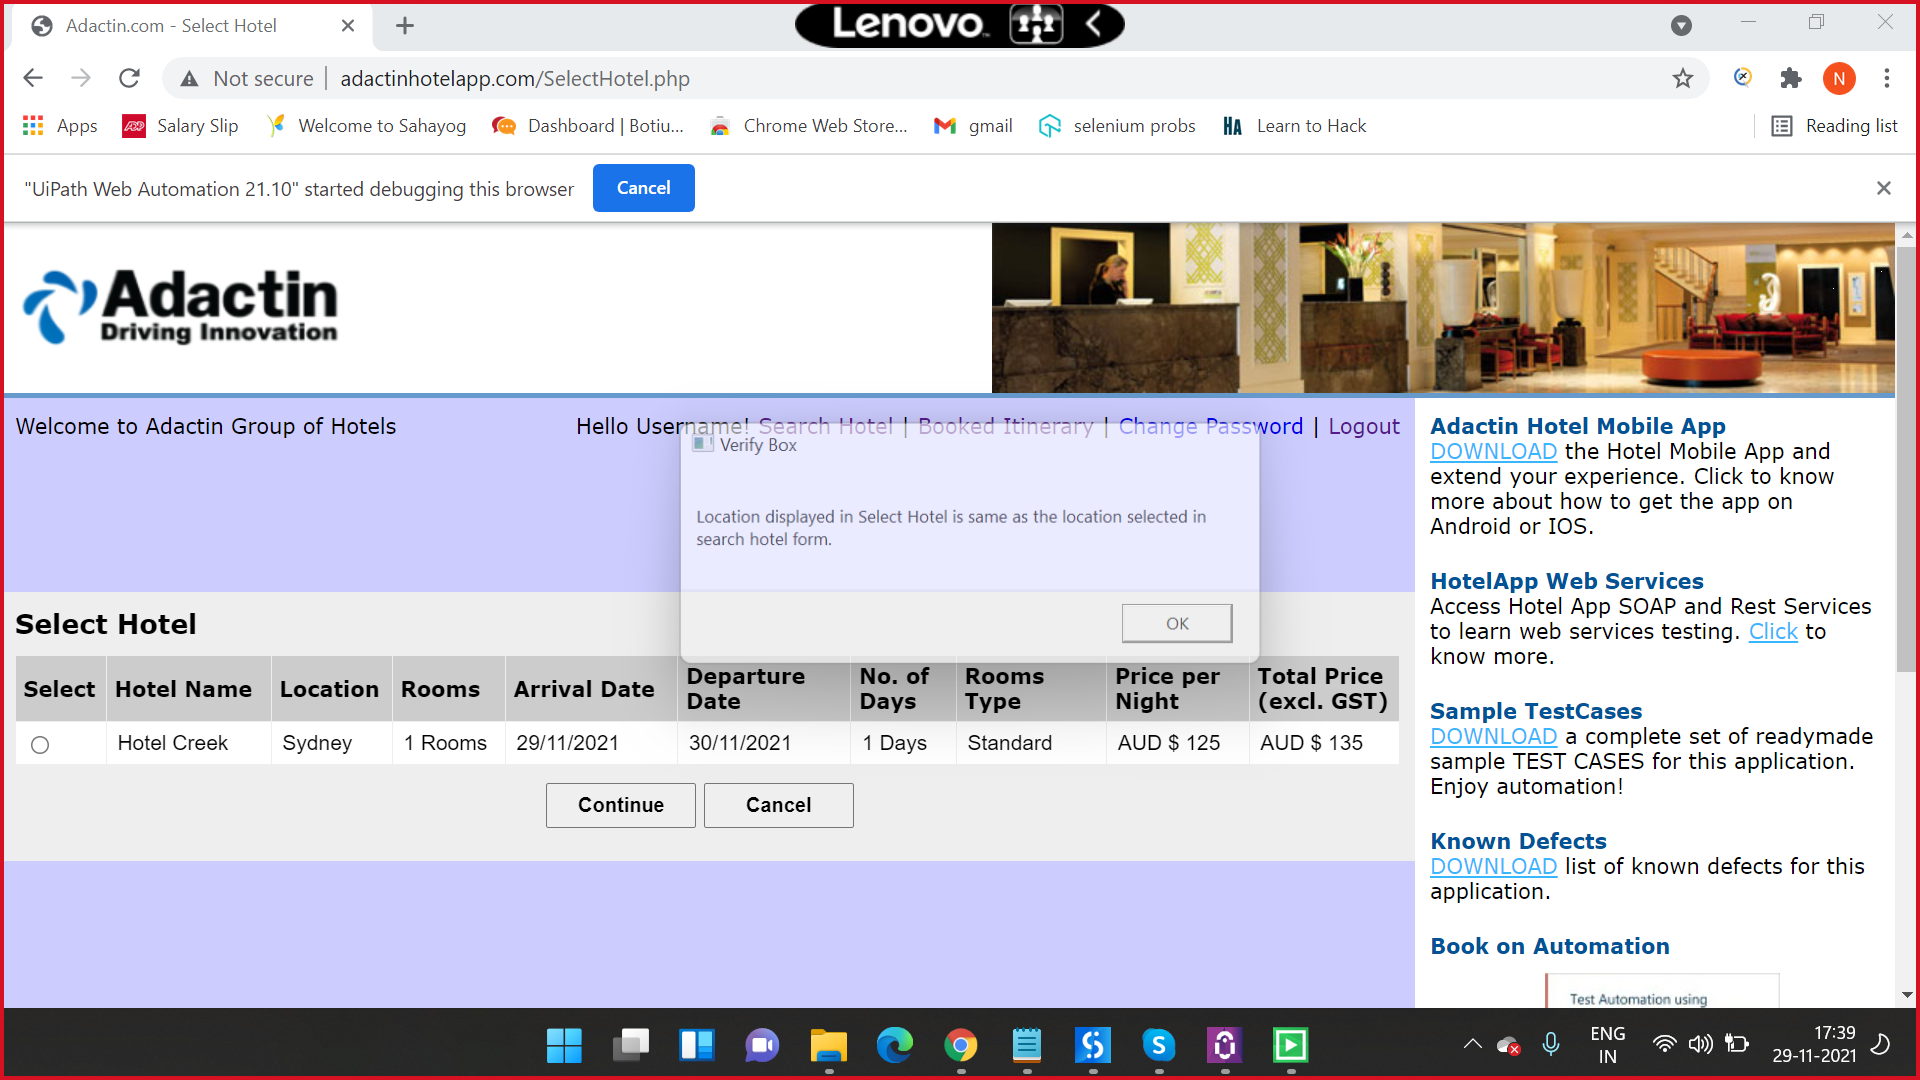 Adactin.com - Select Hotel
Lenovo
Not secure
adactinhotelapp.com/SelectHotel.php
N
Apps
ADP
Salary Slip
Welcome to Sahayog
Dashboard | Botiu...
Chrome Web Store...
gmail
selenium probs
HA
Learn to Hack
Reading list
"UiPath Web Automation 21.10" started debugging this browser
Cancel
Adactin
Driving Innovation
Welcome to Adactin Group of Hotels
Hello Username! Search Hotel | Booked Itinerary | Change Password | Logout
Verify Box
Location displayed in Select Hotel is same as the location selected in
search hotel form.
OK
Select Hotel
Select Hotel Name Location Rooms Arrival Date Departure Date No. of Days Rooms Type Price per Night Total Price (excl. GST)
Hotel Creek Sydney 1 Rooms 29/11/2021 30/11/2021 1 Days Standard AUD $ 125 AUD $ 135
Continue
Cancel
Adactin Hotel Mobile App
DOWNLOAD the Hotel Mobile App and
extend your experience. Click to know
more about how to get the app on
Android or IOS.
HotelApp Web Services
Access Hotel App SOAP and Rest Services
to learn web services testing. Click to
know more.
Sample TestCases
DOWNLOAD a complete set of readymade
sample TEST CASES for this application.
Enjoy automation!
Known Defects
DOWNLOAD list of known defects for this
application.
Book on Automation
Test Automation using
ENG
IN
17:39
29-11-2021